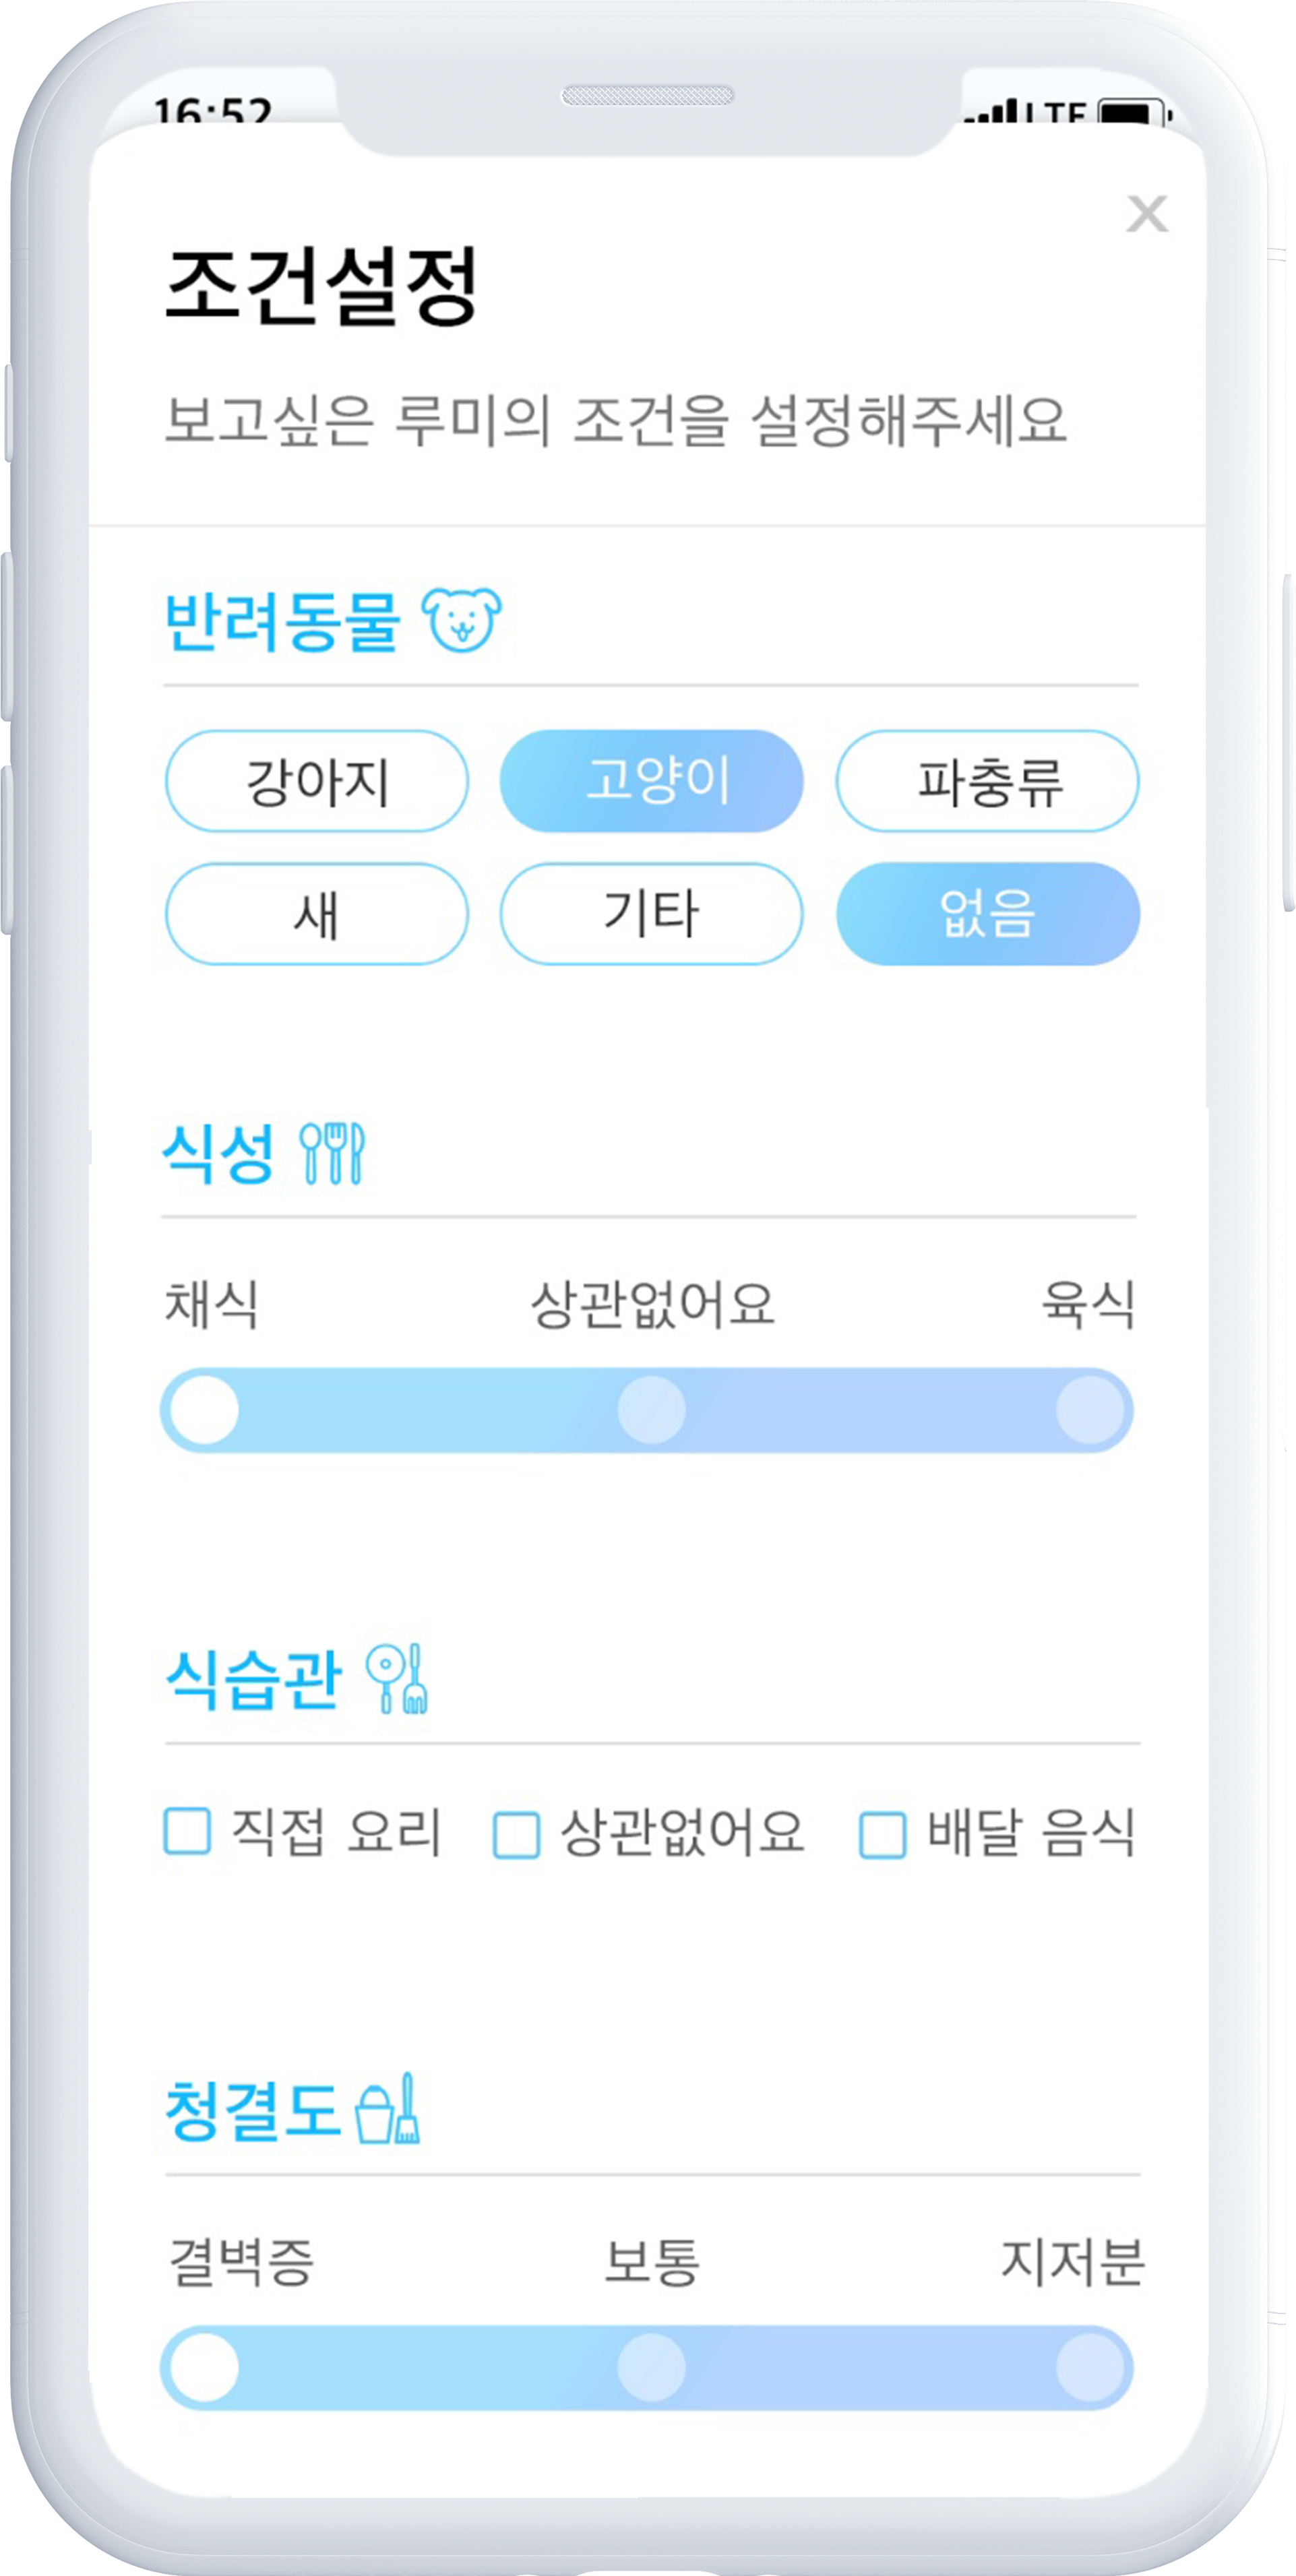 16:52 LTE
X
조건설정
보고싶은 루미의 조건을 설정해주세요
반려동물
강아지 고양이 파충류
새 기타 없음
식성
채식 상관없어요 육식
식습관
직접 요리 상관없어요 배달 음식
청결도
결벽증 보통 지저분